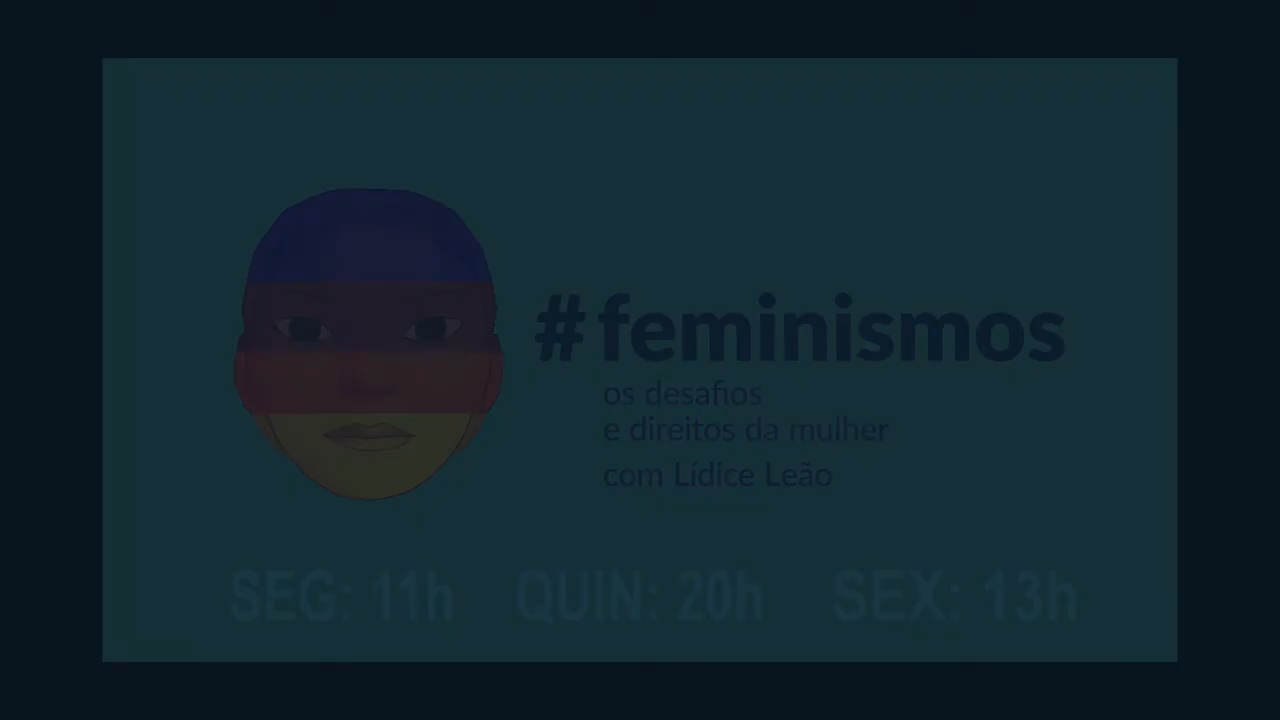 #feminismos
os desafios
e direitos da mulher
com Lídice Leão
SEG: 11h QUIN: 20h SEX: 13h